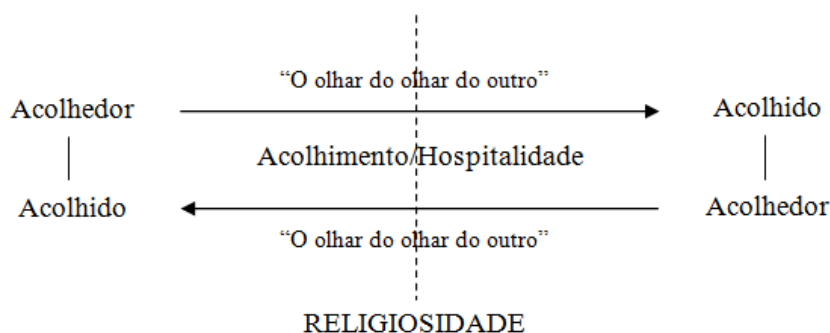 “O olhar do olhar do outro”
Acolhedor
Acolhido
Acolhimento/Hospitalidade
Acolhido
Acolhedor
“O olhar do olhar do outro”
RELIGIOSIDADE